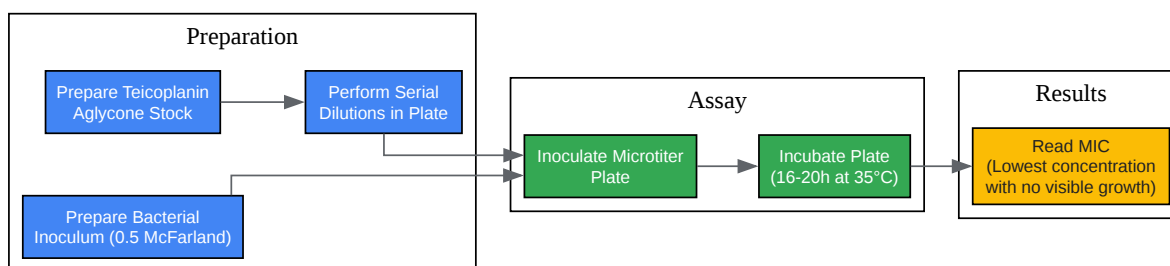 Preparation
Prepare Teicoplanin
Aglycone Stock
Perform Serial
Dilutions in Plate
Prepare Bacterial
Inoculum (0.5 McFarland)
Assay
Inoculate Microtiter
Plate
Incubate Plate
(16-20h at 35°C)
Results
Read MIC
(Lowest concentration
with no visible growth)